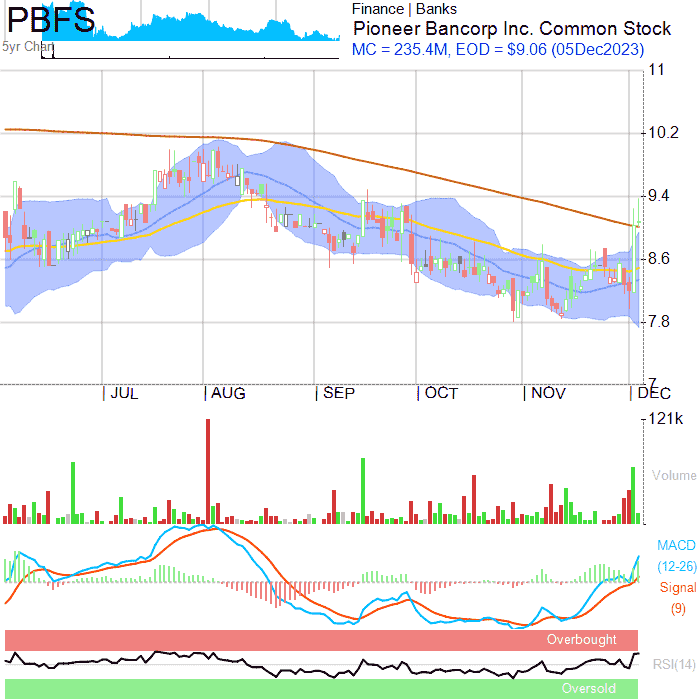 PBFS
5yr Chart
Finance | Banks
Pioneer Bancorp Inc. Common Stock
MC = 235.4M, EOD = $9.06 (05Dec2023)
11
10.2
9.4
8.6
7.8
7
JUL AUG SEP OCT NOV DEC
121k
Volume
MACD
(12-26)
Signal
(9)
Overbought
RSI(14)
Oversold